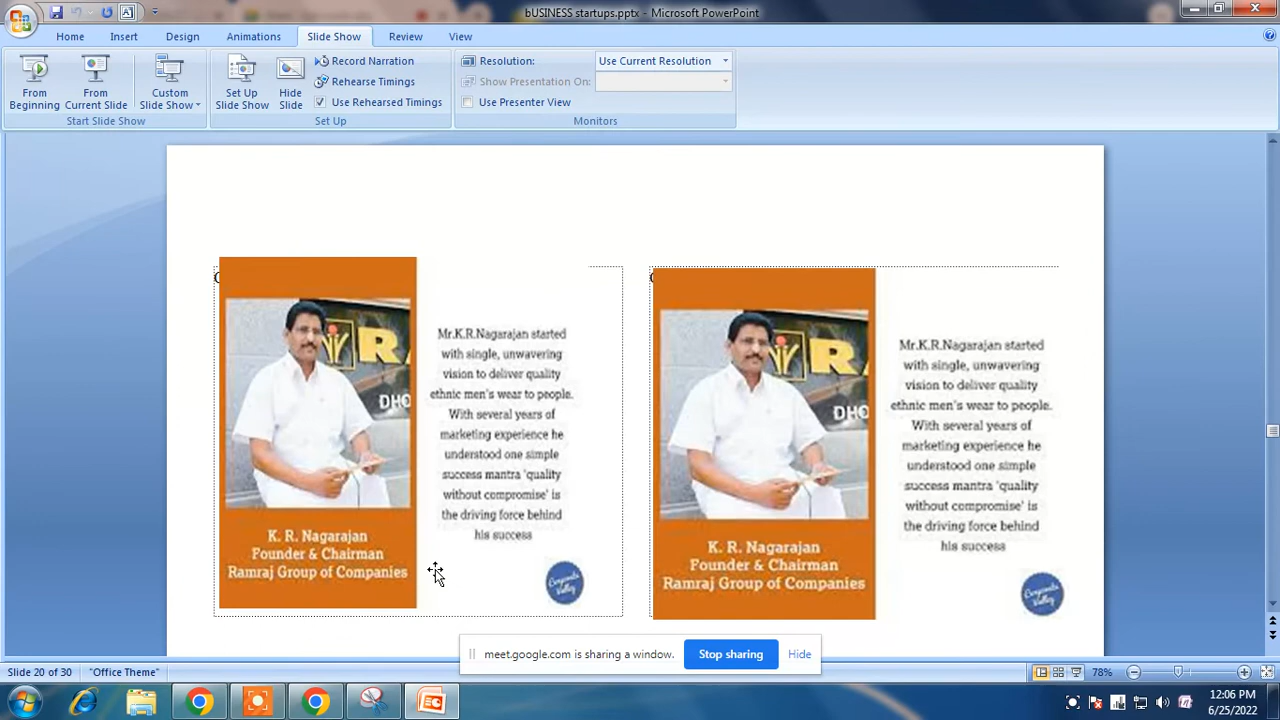 bUSINESS startups.pptx - Microsoft PowerPoint
Home
Insert
Design
Animations
Slide Show
Review
View
From Beginning
From Current Slide
Custom Slide Show
Start Slide Show
Set Up Slide Show
Hide Slide
Record Narration
Rehearse Timings
Use Rehearsed Timings
Set Up
Resolution:
Use Current Resolution
Show Presentation On:
Use Presenter View
Monitors
RA
DHO
K. R. Nagarajan
Founder & Chairman
Ramraj Group of Companies
Mr.K.R.Nagarajan started
with single, unwavering
vision to deliver quality
ethnic men's wear to people.
With several years of
marketing experience he
understood one simple
success mantra 'quality
without compromise' is
the driving force behind
his success
Corporate
Valley
RA
DHO
K. R. Nagarajan
Founder & Chairman
Ramraj Group of Companies
Mr.K.R.Nagarajan started
with single, unwavering
vision to deliver quality
ethnic men's wear to people.
With several years of
marketing experience he
understood one simple
success mantra 'quality
without compromise' is
the driving force behind
his success
Corporate
Valley
meet.google.com is sharing a window.
Stop sharing
Hide
Slide 20 of 30
"Office Theme"
78%
12:06 PM
6/25/2022